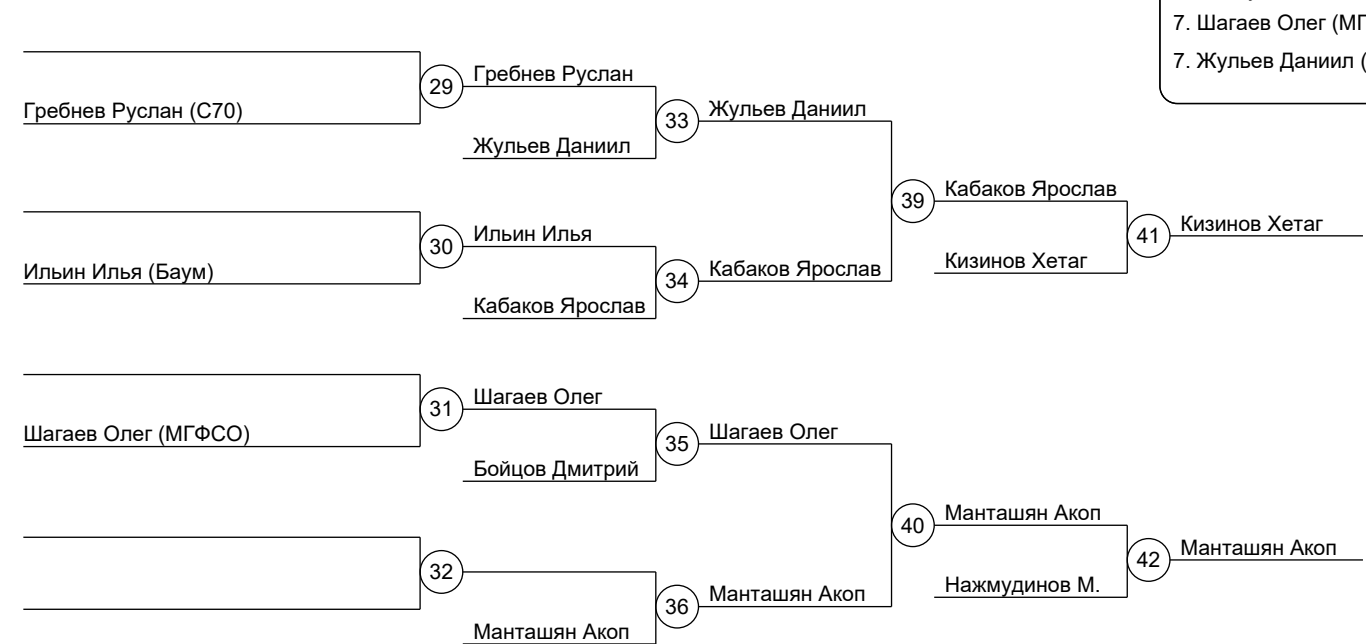 7. Шагаев Олег
7. Жульев Даниил
Гребнев Руслан (С70)
29
Гребнев Руслан
Жульев Даниил
33
Жульев Даниил
Ильин Илья (Баум)
30
Ильин Илья
Кабаков Ярослав
34
Кабаков Ярослав
39
Кабаков Ярослав
Кизинов Хетаг
41
Кизинов Хетаг
Шагаев Олег (МГФСО)
31
Шагаев Олег
Бойцов Дмитрий
35
Шагаев Олег
32
Манташян Акоп
36
Манташян Акоп
40
Манташян Акоп
Нажмудинов М.
42
Манташян Акоп